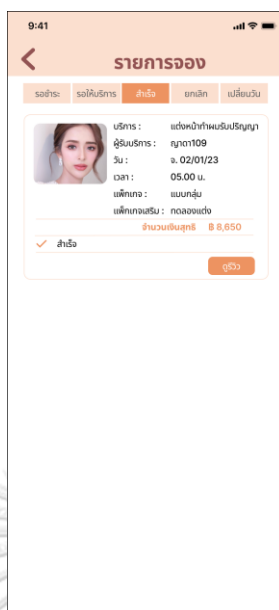 9:41
รายการจอง
รอชำระ รอให้บริการ สำเร็จ ยกเลิก เปลี่ยนวัน
บริการ : แต่งหน้าทำผมรับปริญญา
ผู้รับบริการ : ญาดา109
วัน : จ. 02/01/23
เวลา : 05.00 น.
แพ็กเกจ : แบบกลุ่ม
แพ็กเกจเสริม : ทดลองแต่ง
จำนวนเงินสุทธิ ฿ 8,650
สำเร็จ
ดูรีวิว